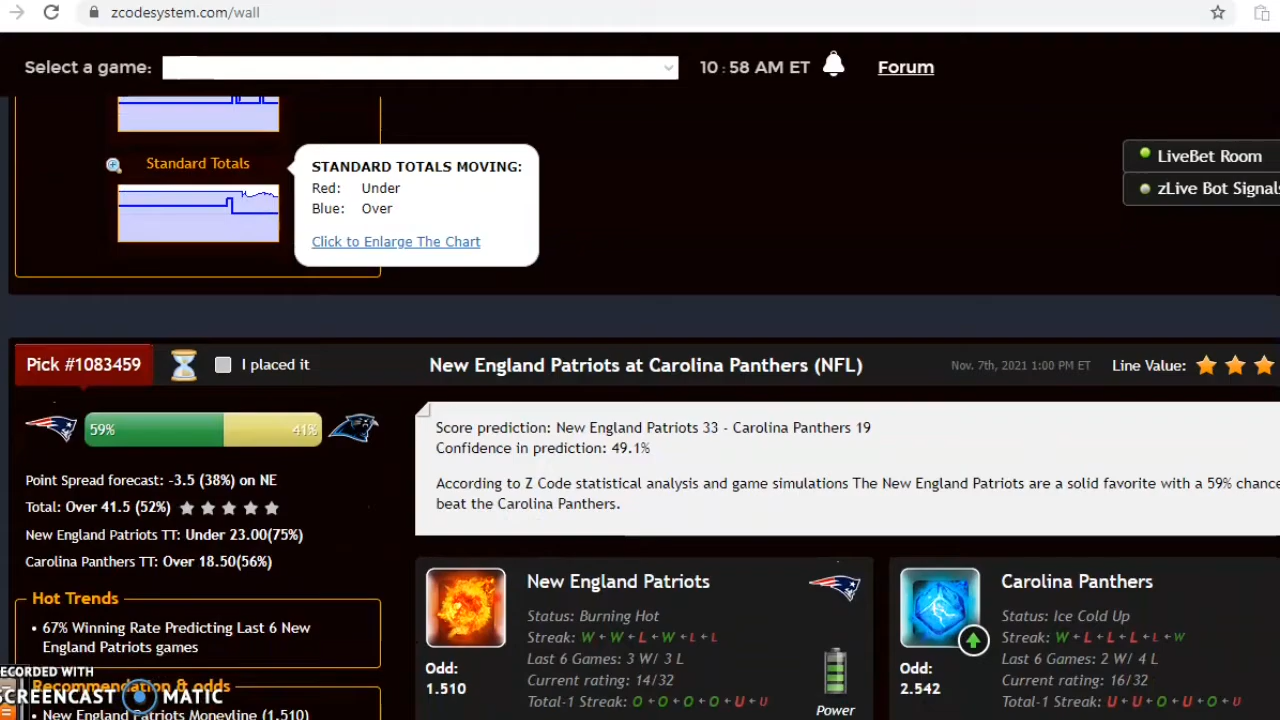 zcodesystem.com/wall
Select a game:
10:58 AM ET
Forum
Standard Totals
STANDARD TOTALS MOVING:
Red: Under
Blue: Over
Click to Enlarge The Chart
LiveBet Room
zLive Bot Signals
Pick #1083459
I placed it
New England Patriots at Carolina Panthers (NFL)
Nov. 7th, 2021 1:00 PM ET
Line Value:
59%
41%
Point Spread forecast: -3.5 (38%) on NE
Total: Over 41.5 (52%)
New England Patriots TT: Under 23.00(75%)
Carolina Panthers TT: Over 18.50(56%)
Hot Trends
• 67% Winning Rate Predicting Last 6 New
England Patriots games
Recommendation & odds
• New England Patriots Moneyline (1.510)
Score prediction: New England Patriots 33 - Carolina Panthers 19
Confidence in prediction: 49.1%
According to Z Code statistical analysis and game simulations The New England Patriots are a solid favorite with a 59% chance
beat the Carolina Panthers.
New England Patriots
Status: Burning Hot
Streak: W + W + L + W + L + L
Last 6 Games: 3 W/ 3 L
Current rating: 14/32
Total-1 Streak: O + O + O + O + U + U
Odd:
1.510
Power
Carolina Panthers
Status: Ice Cold Up
Streak: W + L + L + L + L + W
Last 6 Games: 2 W/ 4 L
Current rating: 16/32
Total-1 Streak: U + U + O + U + O + U
Odd:
2.542
RECORDED WITH
SCREENCAST MATIC